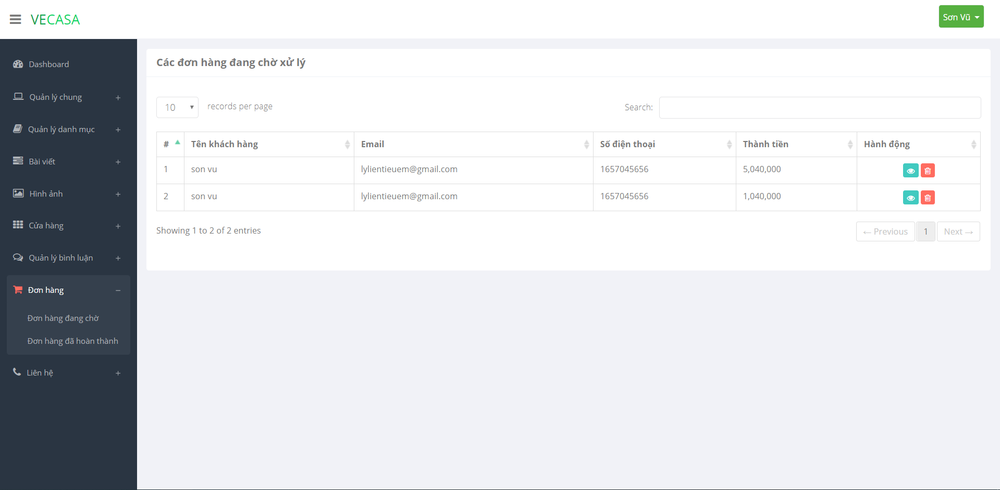 VECASA
Sơn Vũ
Dashboard
Quản lý chung
Quản lý danh mục
Bài viết
Hình ảnh
Cửa hàng
Quản lý bình luận
Đơn hàng
Đơn hàng đang chờ
Đơn hàng đã hoàn thành
Liên hệ
Các đơn hàng đang chờ xử lý
10 records per page
Search:
# Tên khách hàng Email Số điện thoại Thành tiền Hành động
1 son vu lylientieuem@gmail.com 1657045656 5,040,000
2 son vu lylientieuem@gmail.com 1657045656 1,040,000
Showing 1 to 2 of 2 entries
← Previous 1 Next →